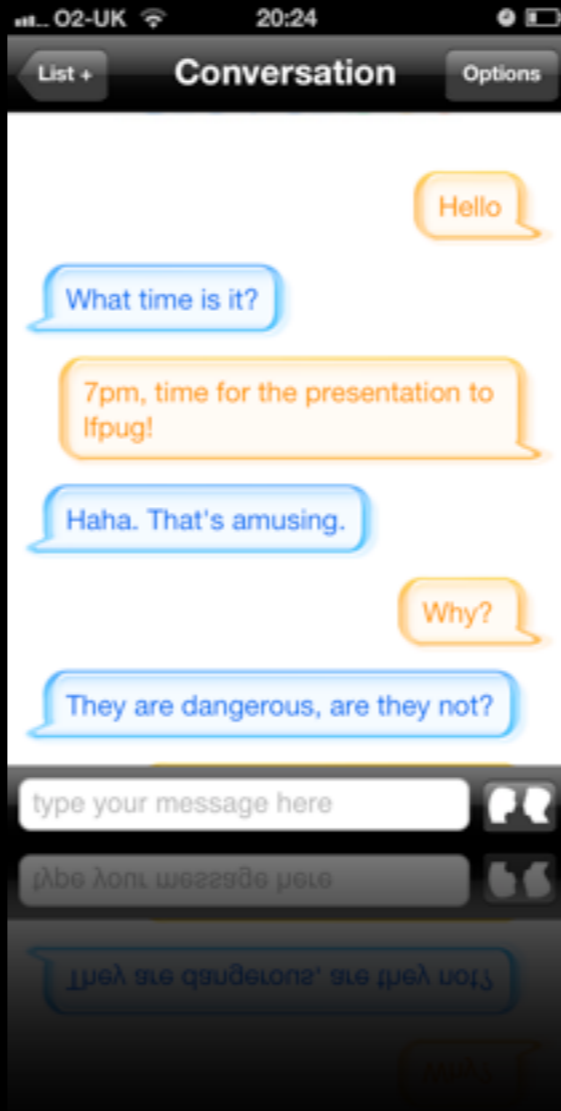 O2-UK 20:24
List + Conversation Options
Hello
What time is it?
7pm, time for the presentation to
lfpug!
Haha. That's amusing.
Why?
They are dangerous, are they not?
type your message here
type your message here
They are dangerous, are they not?